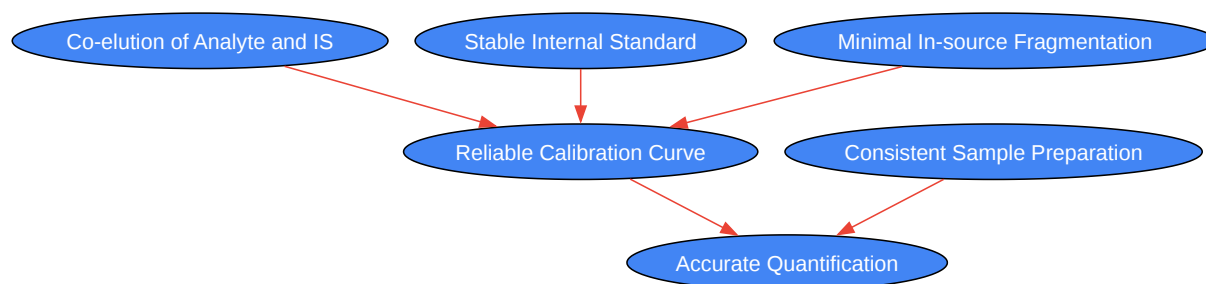 Co-elution of Analyte and IS
Stable Internal Standard
Minimal In-source Fragmentation
Reliable Calibration Curve
Consistent Sample Preparation
Accurate Quantification